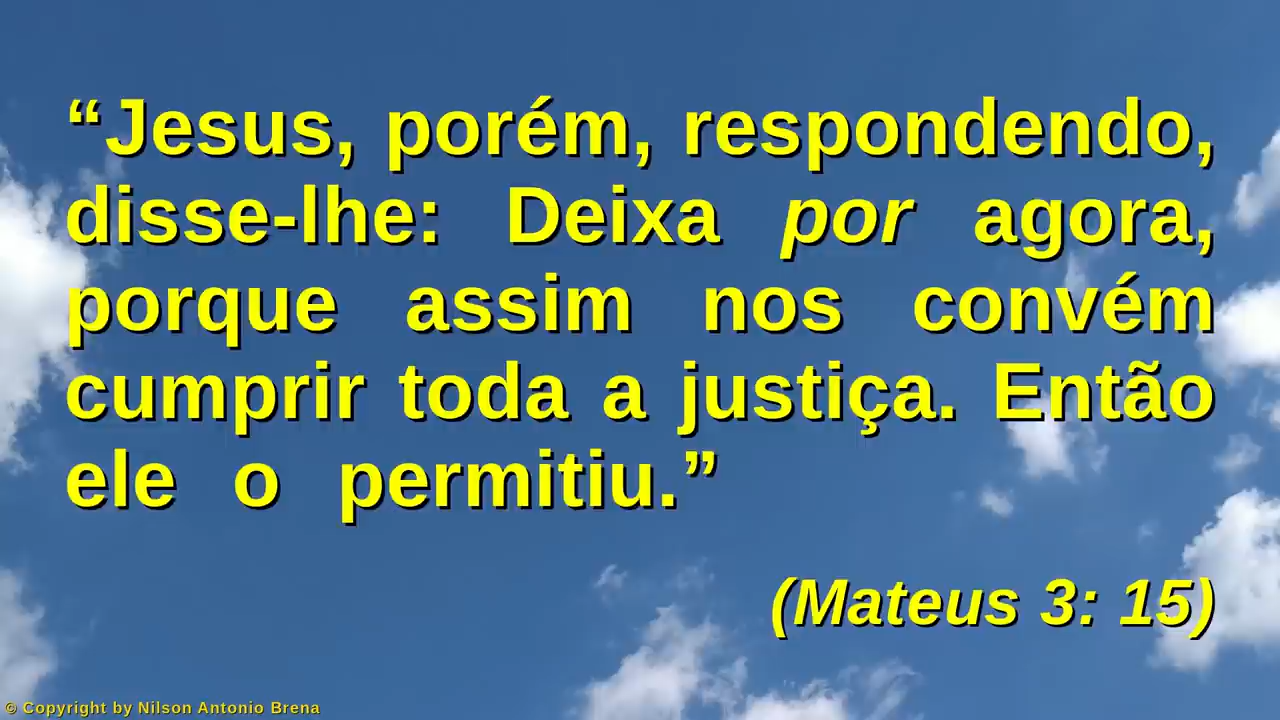 “Jesus, porém, respondendo,
disse-lhe: Deixa por agora,
porque assim nos convém
cumprir toda a justiça. Então
ele o permitiu.”
(Mateus 3: 15)
© Copyright by Nilson Antonio Brena